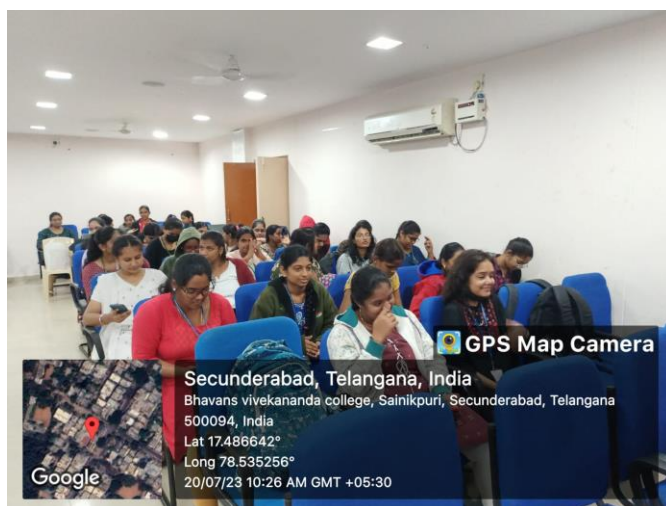 GPS Map Camera
Secunderabad, Telangana, India
Bhavans vivekananda college, Sainikpuri, Secunderabad, Telangana
500094, India
Lat 17.486642°
Long 78.535256°
20/07/23 10:26 AM GMT +05:30
Google